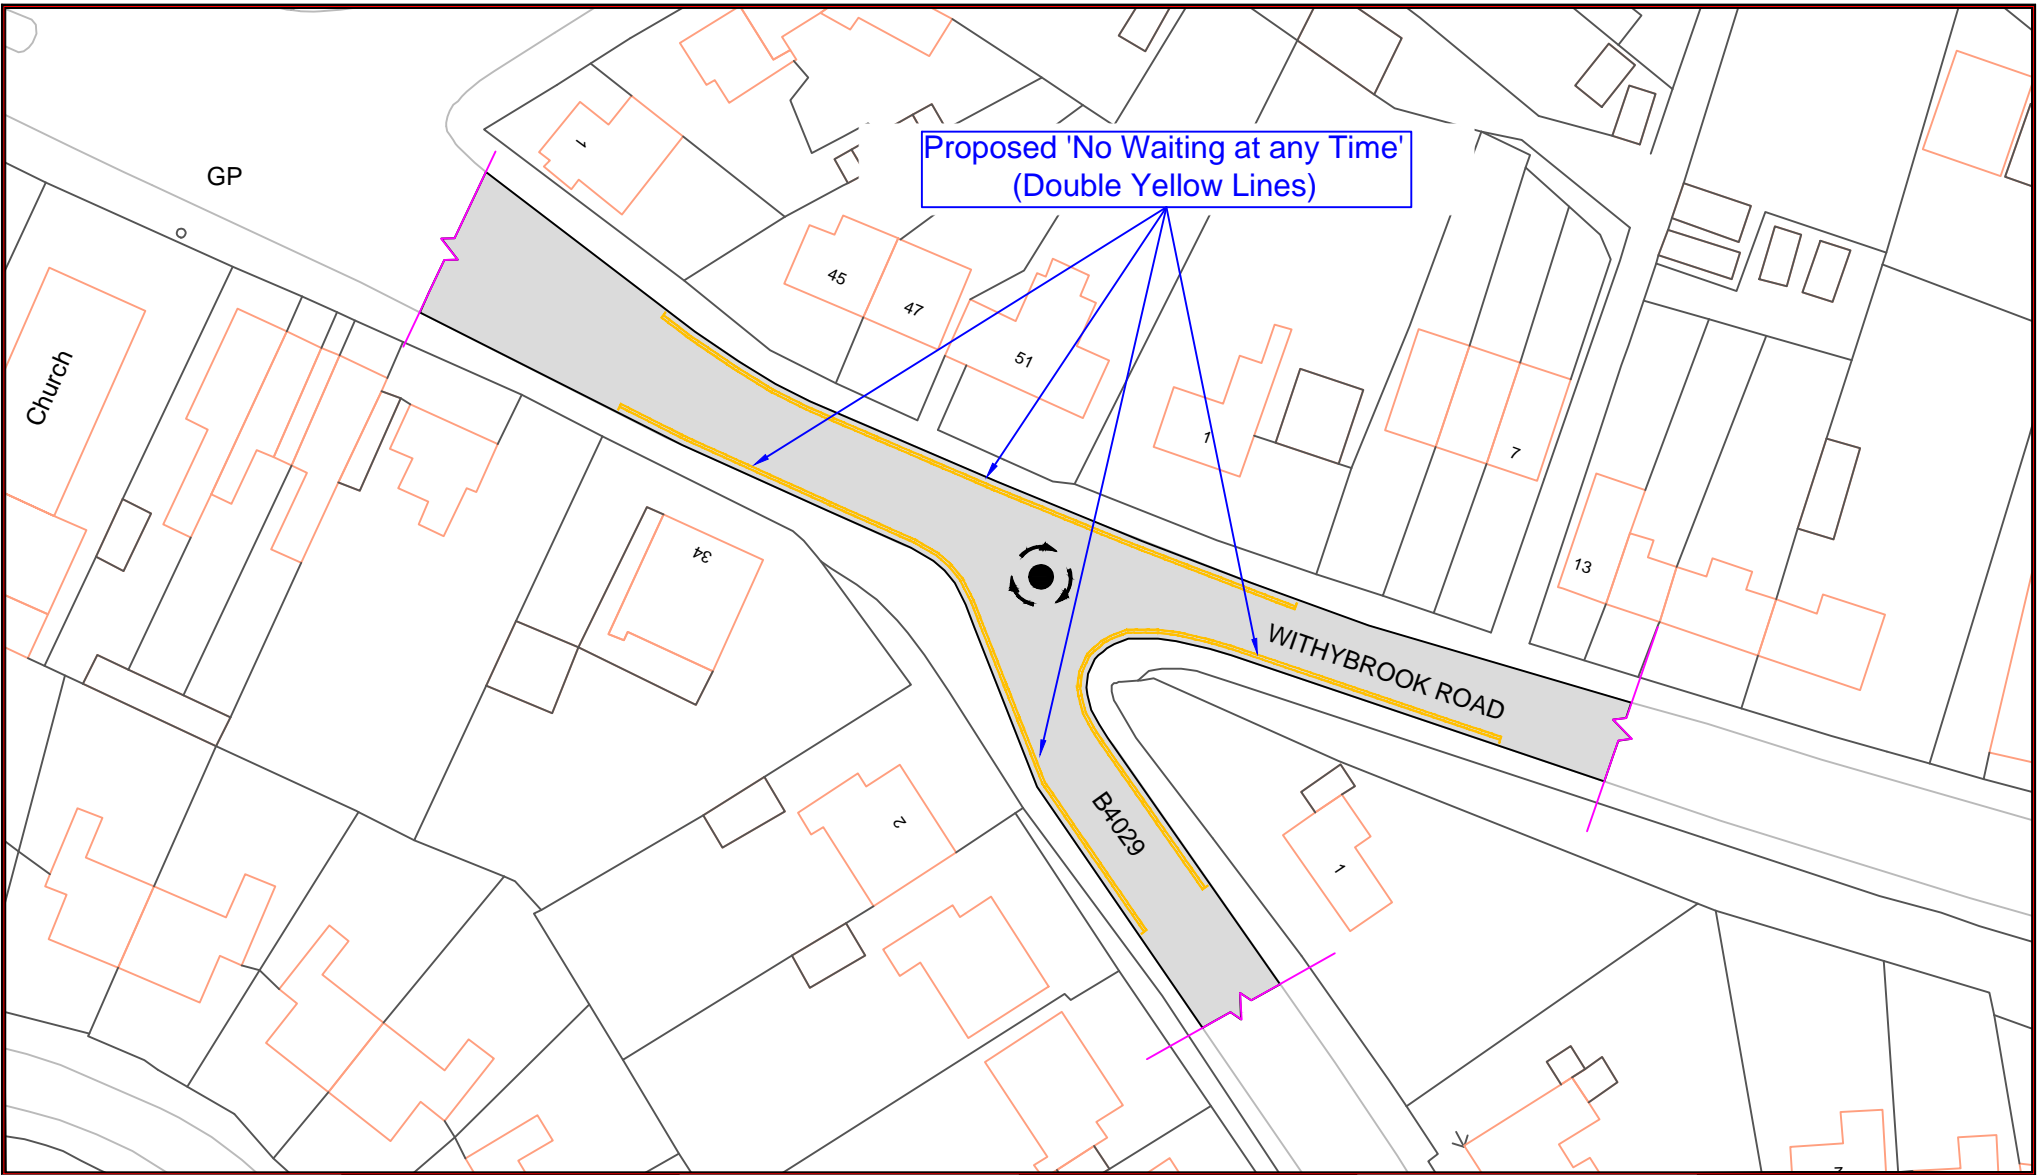 Proposed 'No Waiting at any Time'
(Double Yellow Lines)
GP
1
45
47
51
1
7
13
Church
34
WITHYBROOK ROAD
B4029
2
1